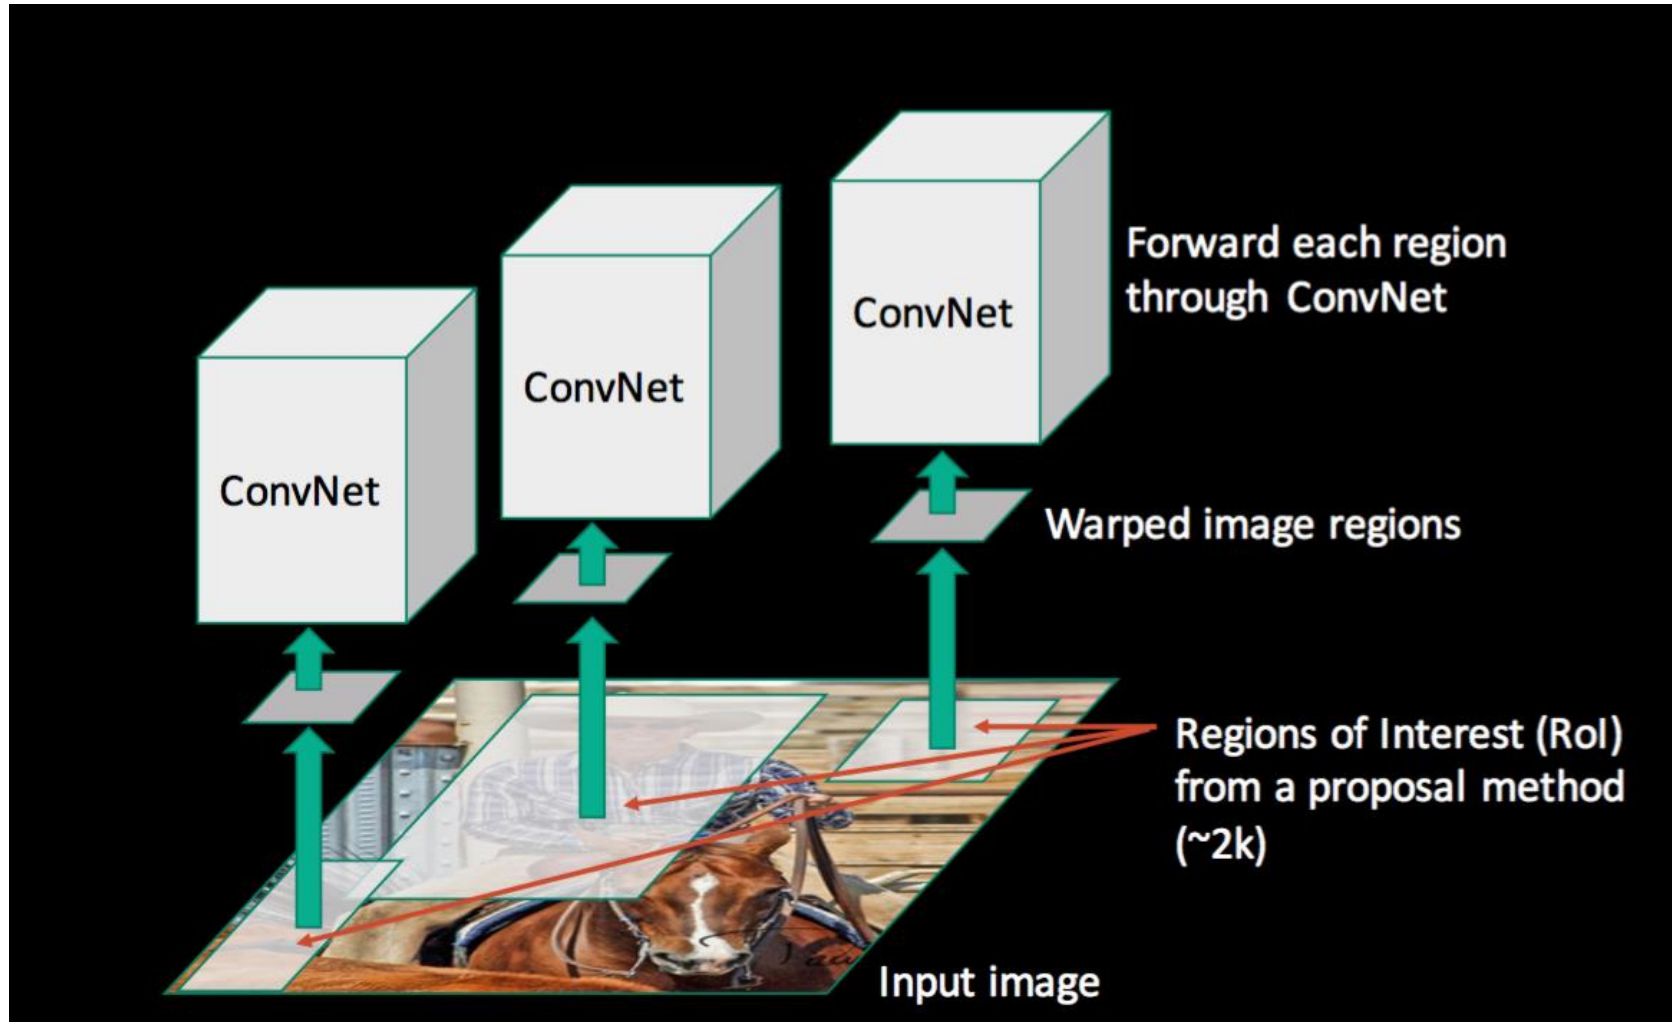 ConvNet
ConvNet
ConvNet
Forward each region
through ConvNet
Warped image regions
Regions of Interest (RoI)
from a proposal method
(~2k)
Input image